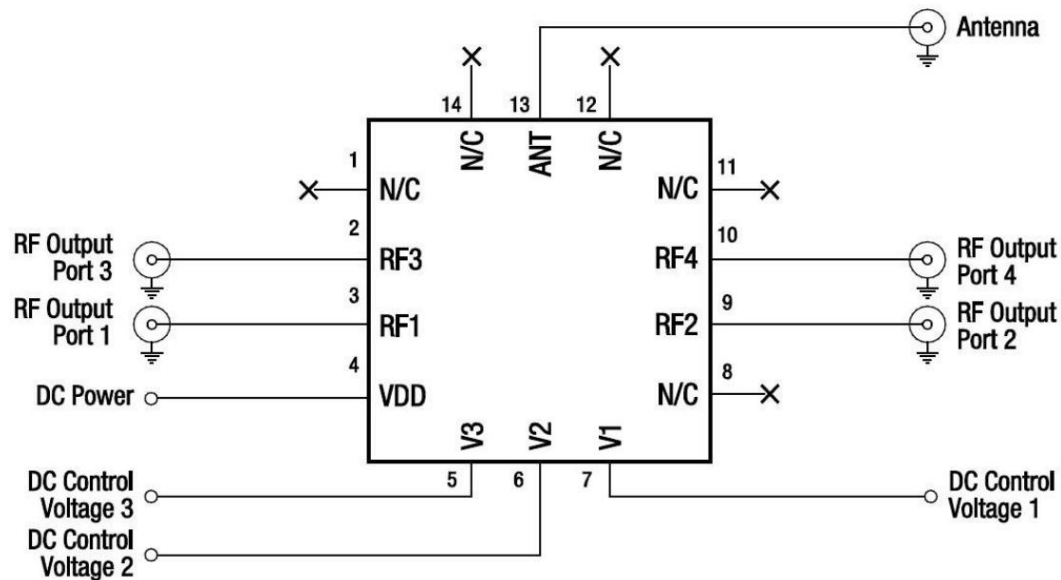 Antenna
14
13
12
N/C
ANT
N/C
1
N/C
11
N/C
2
RF Output
Port 3
RF3
10
RF4
RF Output
Port 4
3
RF Output
Port 1
RF1
9
RF2
RF Output
Port 2
4
DC Power
VDD
8
N/C
V3
V2
V1
5
6
7
DC Control
Voltage 3
DC Control
Voltage 1
DC Control
Voltage 2